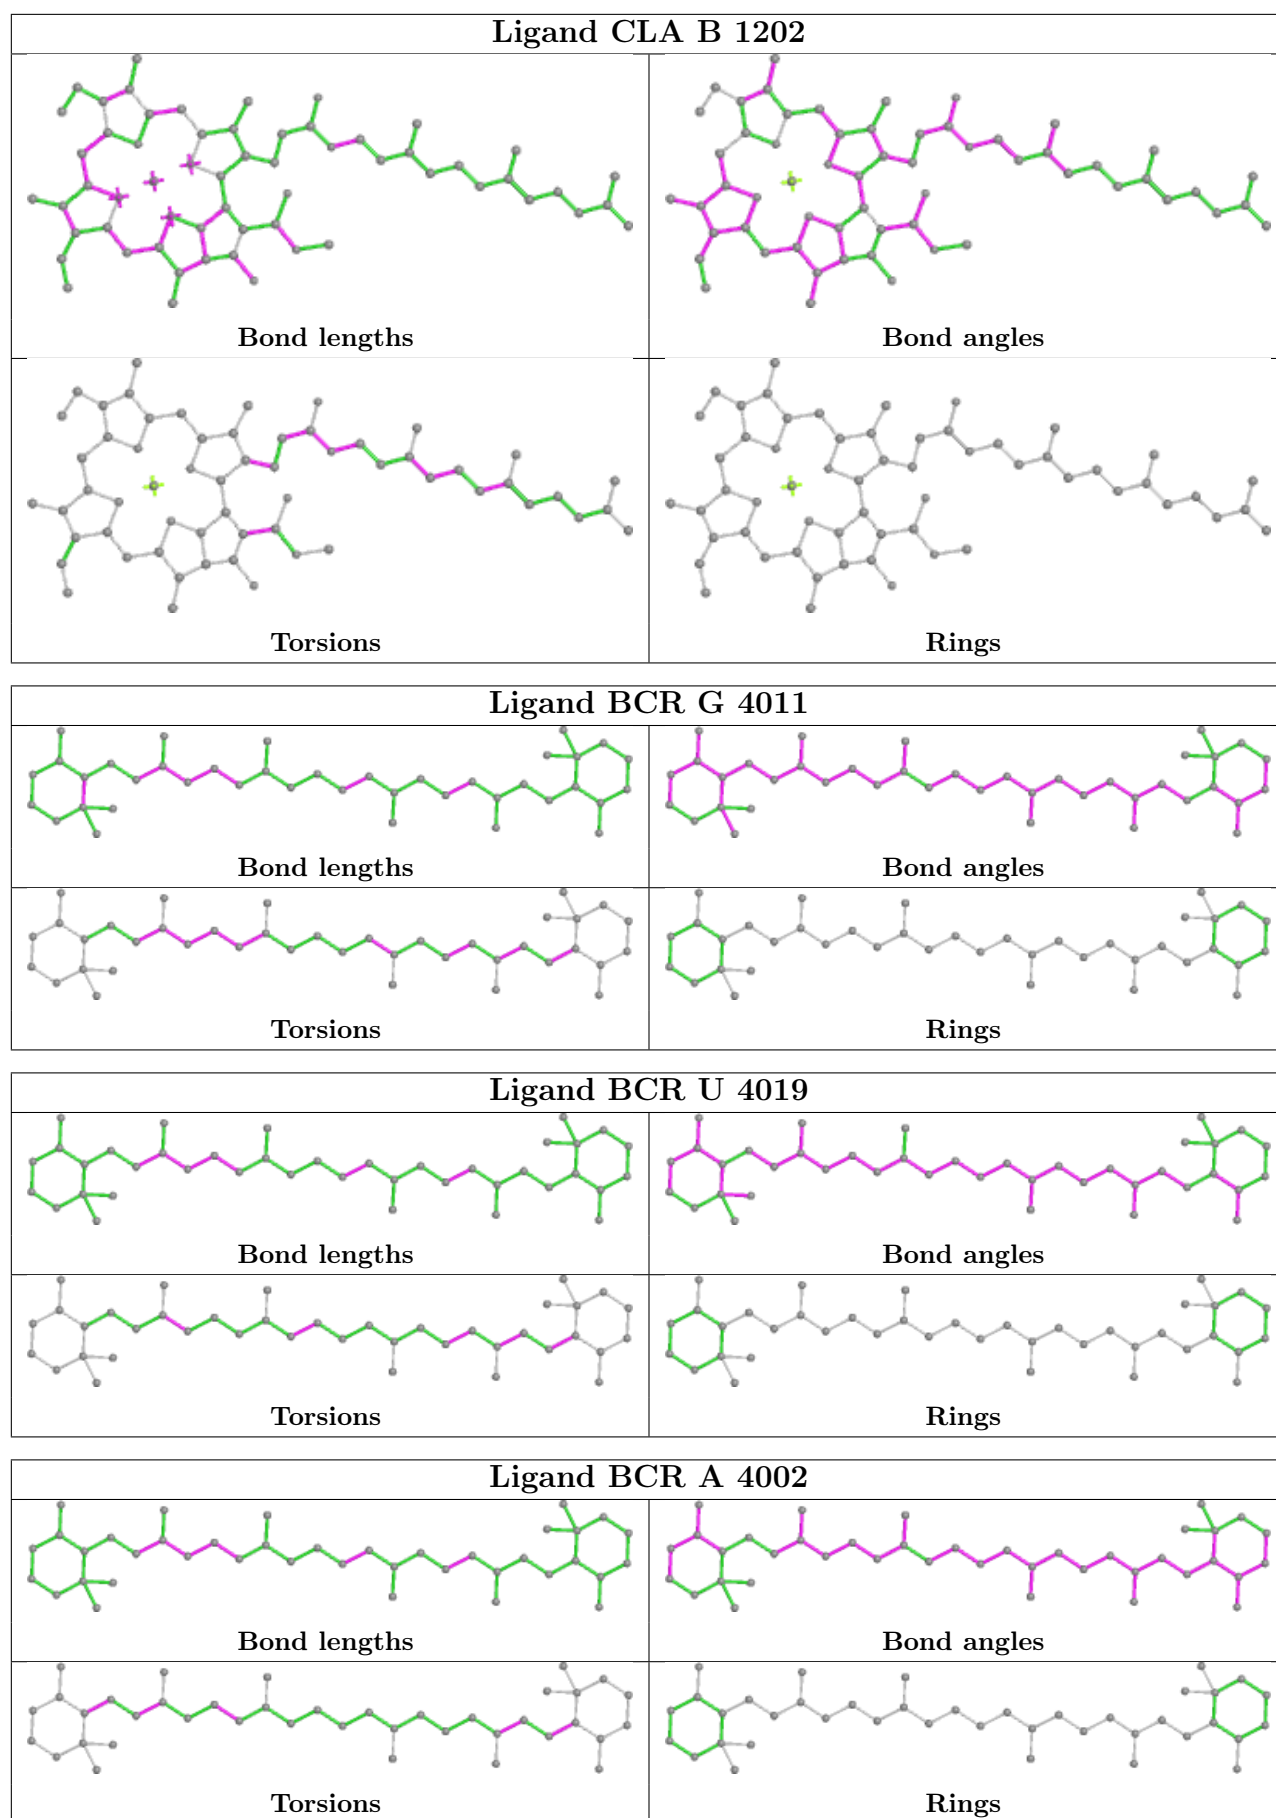 Ligand CLA B 1202
Bond lengths
Bond angles
Torsions
Rings
Ligand BCR G 4011
Bond lengths
Bond angles
Torsions
Rings
Ligand BCR U 4019
Bond lengths
Bond angles
Torsions
Rings
Ligand BCR A 4002
Bond lengths
Bond angles
Torsions
Rings